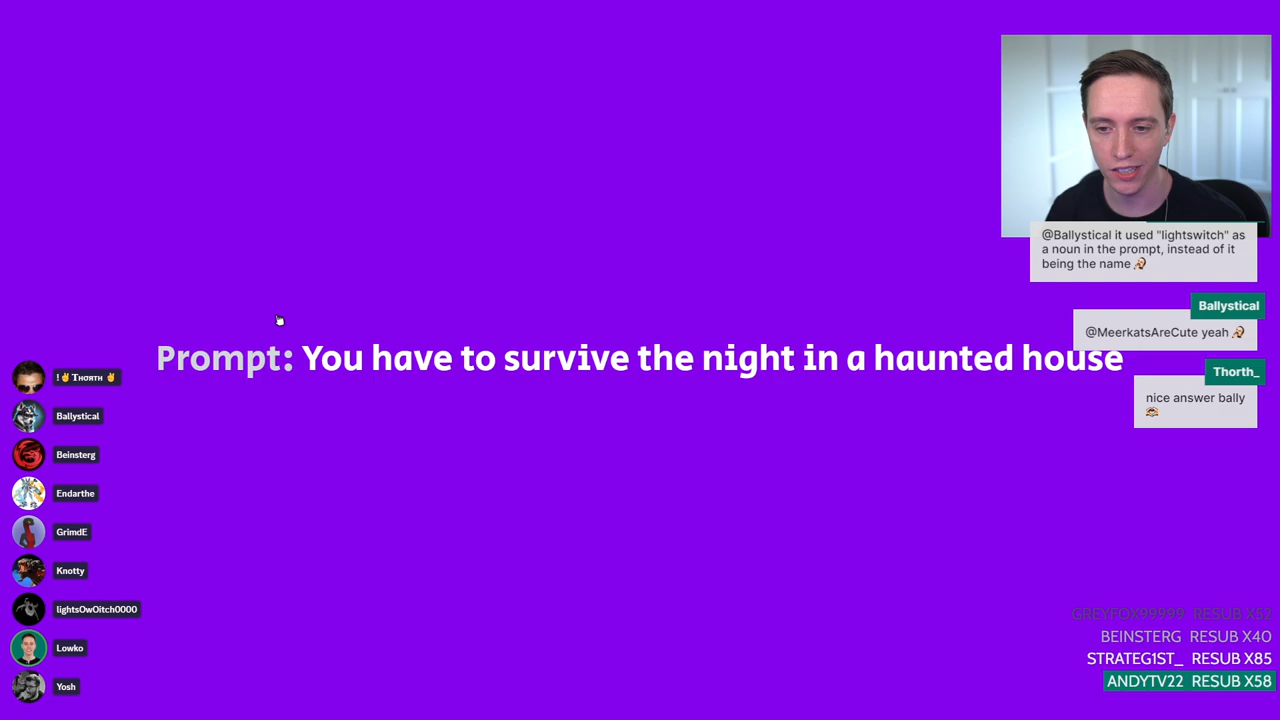 @Ballystical it used "lightswitch" as
a noun in the prompt, instead of it
being the name
Ballystical
@MeerkatsAreCute yeah
Prompt: You have to survive the night in a haunted house
Thorth_
nice answer bally
! ✌ Tʜσʀтʜ ✌
Ballystical
Beinsterg
Endarthe
GrimdE
Knotty
lightsOwOitch0000
Lowko
Yosh
GREYFOX99999 RESUB X52
BEINSTERG RESUB X40
STRATEG1ST_ RESUB X85
ANDYTV22 RESUB X58